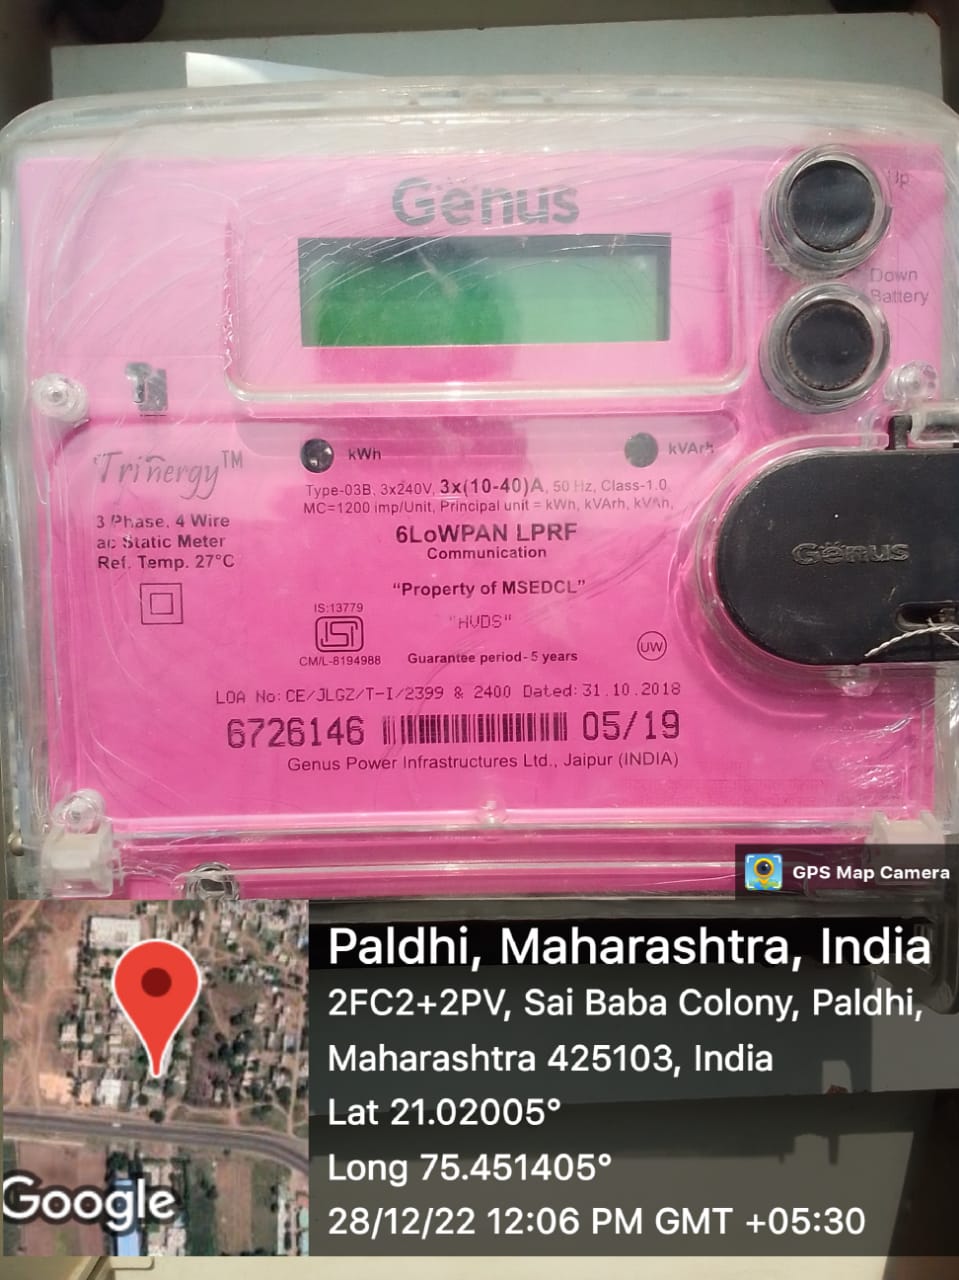 Genus
Up
Down
Battery
kWh
kVArh
Trinergy™
3 Phase, 4 Wire
ac Static Meter
Ref. Temp. 27°C
Type-03B, 3x240V, 3x(10-40)A, 50 Hz, Class-1.0,
MC=1200 imp/Unit, Principal unit = kWh, kVArh, kVAh,
6LoWPAN LPRF
Communication
"Property of MSEDCL"
"HVDS"
IS:13779
ISI
CM/L-8194988
Guarantee period-5 years
UW
Genus
LOA No:CE/JLGZ/T-I/2399 & 2400 Dated:31.10.2018
6726146 05/19
Genus Power Infrastructures Ltd., Jaipur (INDIA)
GPS Map Camera
Paldhi, Maharashtra, India
2FC2+2PV, Sai Baba Colony, Paldhi,
Maharashtra 425103, India
Lat 21.02005°
Long 75.451405°
28/12/22 12:06 PM GMT +05:30
Google